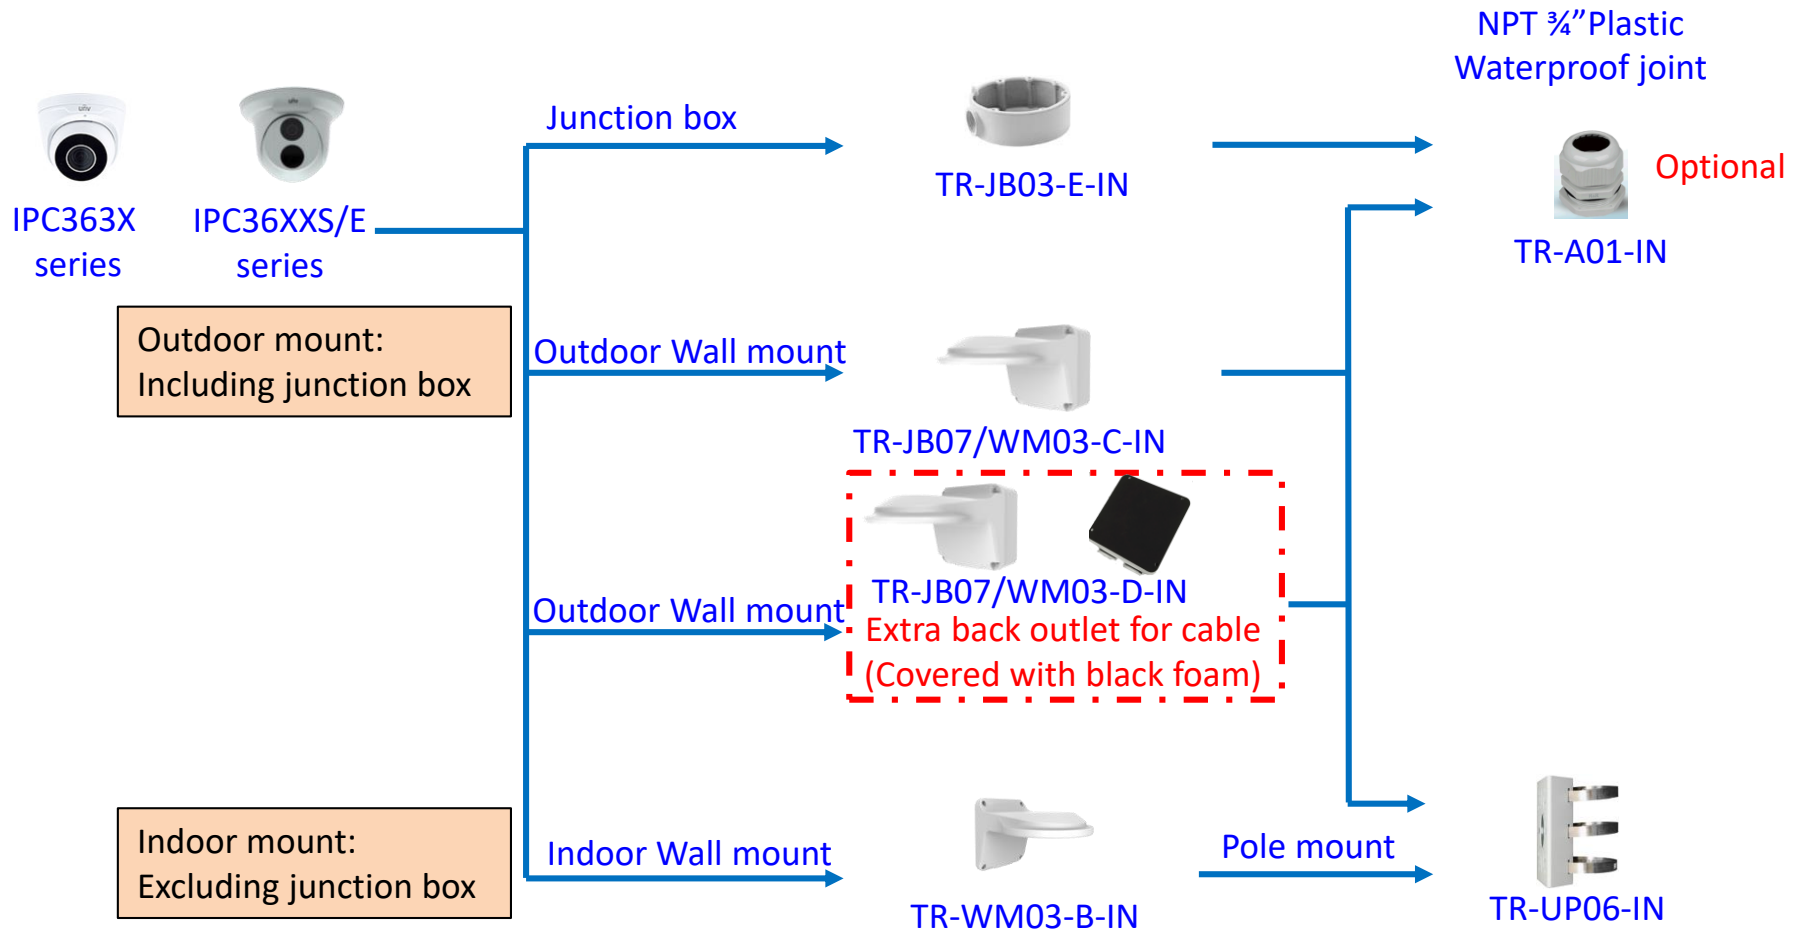 NPT ¾”Plastic
Waterproof joint
Junction box
TR-JB03-E-IN
Optional
IPC363X
series
IPC36XXS/E
series
TR-A01-IN
Outdoor mount:
Including junction box
Outdoor Wall mount
TR-JB07/WM03-C-IN
Outdoor Wall mount
TR-JB07/WM03-D-IN
Extra back outlet for cable
(Covered with black foam)
Indoor mount:
Excluding junction box
Indoor Wall mount
TR-WM03-B-IN
Pole mount
TR-UP06-IN